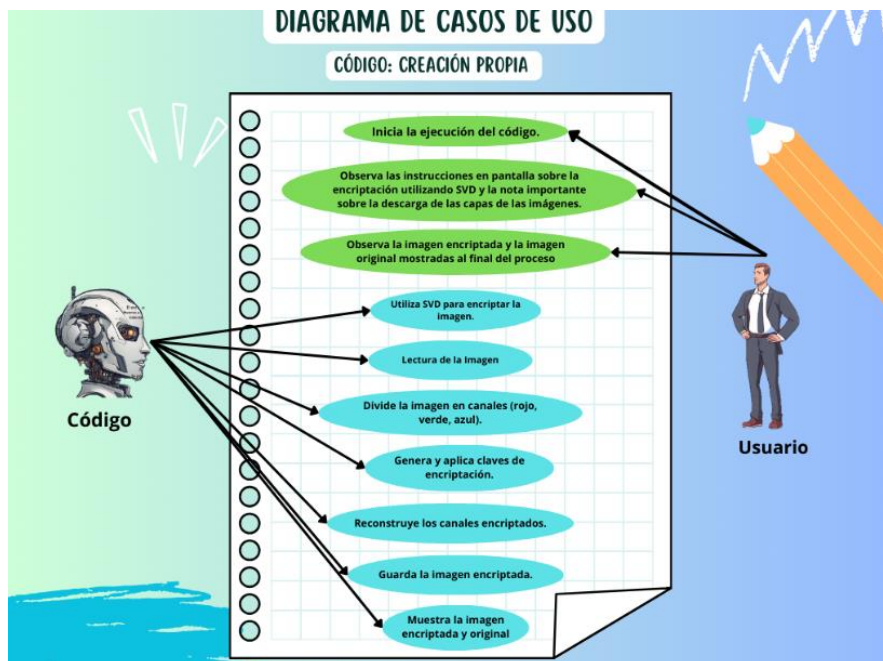 DIAGRAMA DE CASOS DE USO
CÓDIGO: CREACIÓN PROPIA
Inicia la ejecución del código.
Observa las instrucciones en pantalla sobre la
encriptación utilizando SVD y la nota importante
sobre la descarga de las capas de las imágenes.
Observa la imagen encriptada y la imagen
original mostradas al final del proceso
Utiliza SVD para encriptar la
imagen.
Lectura de la Imagen
Divide la imagen en canales (rojo,
verde, azul).
Genera y aplica claves de
encriptación.
Reconstruye los canales encriptados.
Guarda la imagen encriptada.
Muestra la imagen
encriptada y original
Código
Usuario